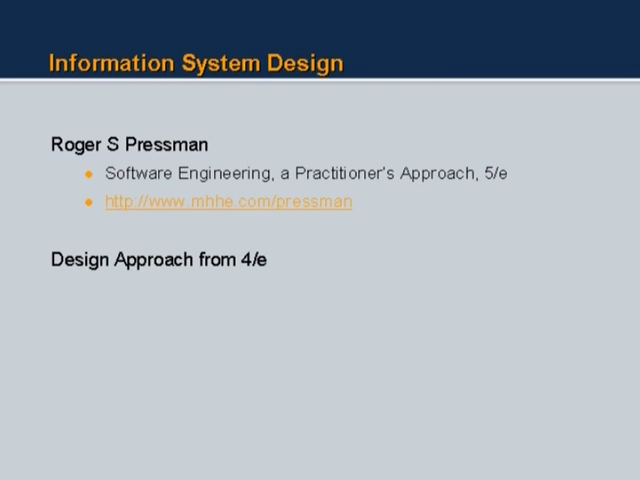 Information System Design
Roger S Pressman
Software Engineering, a Practitioner's Approach, 5/e
http://www.mhhe.com/pressman
Design Approach from 4/e